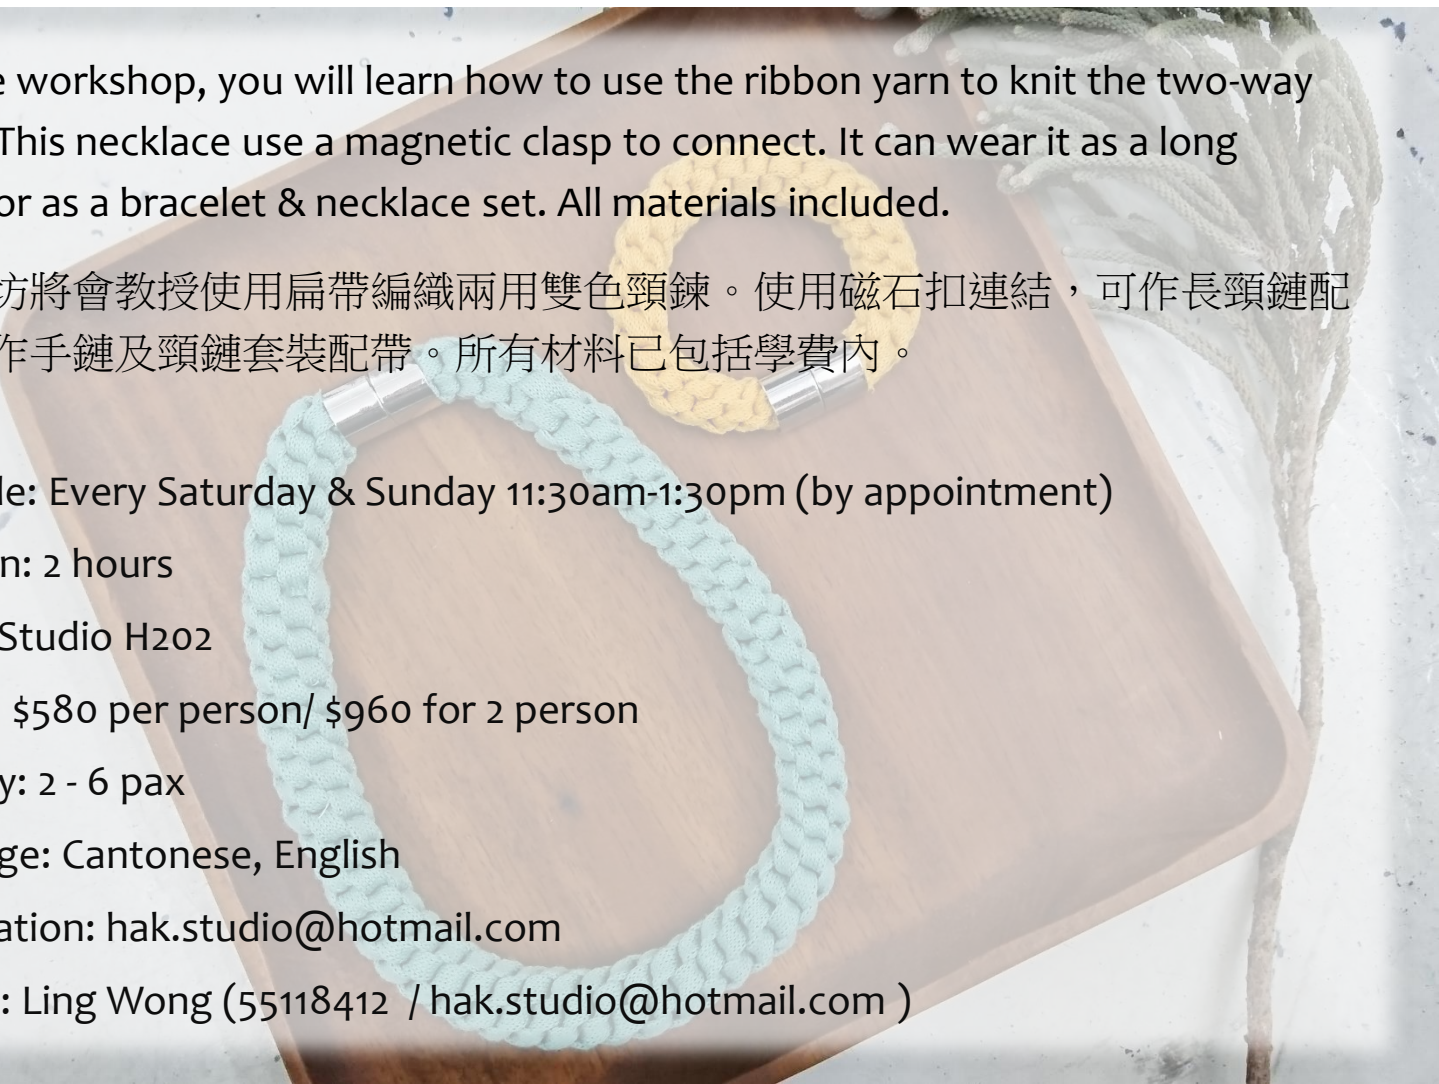 e workshop, you will learn how to use the ribbon yarn to knit the two-way
This necklace use a magnetic clasp to connect. It can wear it as a long
or as a bracelet & necklace set. All materials included.
坊將會教授使用扁帶編織兩用雙色頸鍊。使用磁石扣連結，可作長頸鏈配
作手鏈及頸鏈套裝配帶。所有材料已包括學費內。
le: Every Saturday & Sunday 11:30am-1:30pm (by appointment)
n: 2 hours
Studio H202
$580 per person/ $960 for 2 person
y: 2 - 6 pax
ge: Cantonese, English
ation: hak.studio@hotmail.com
: Ling Wong (55118412 / hak.studio@hotmail.com )